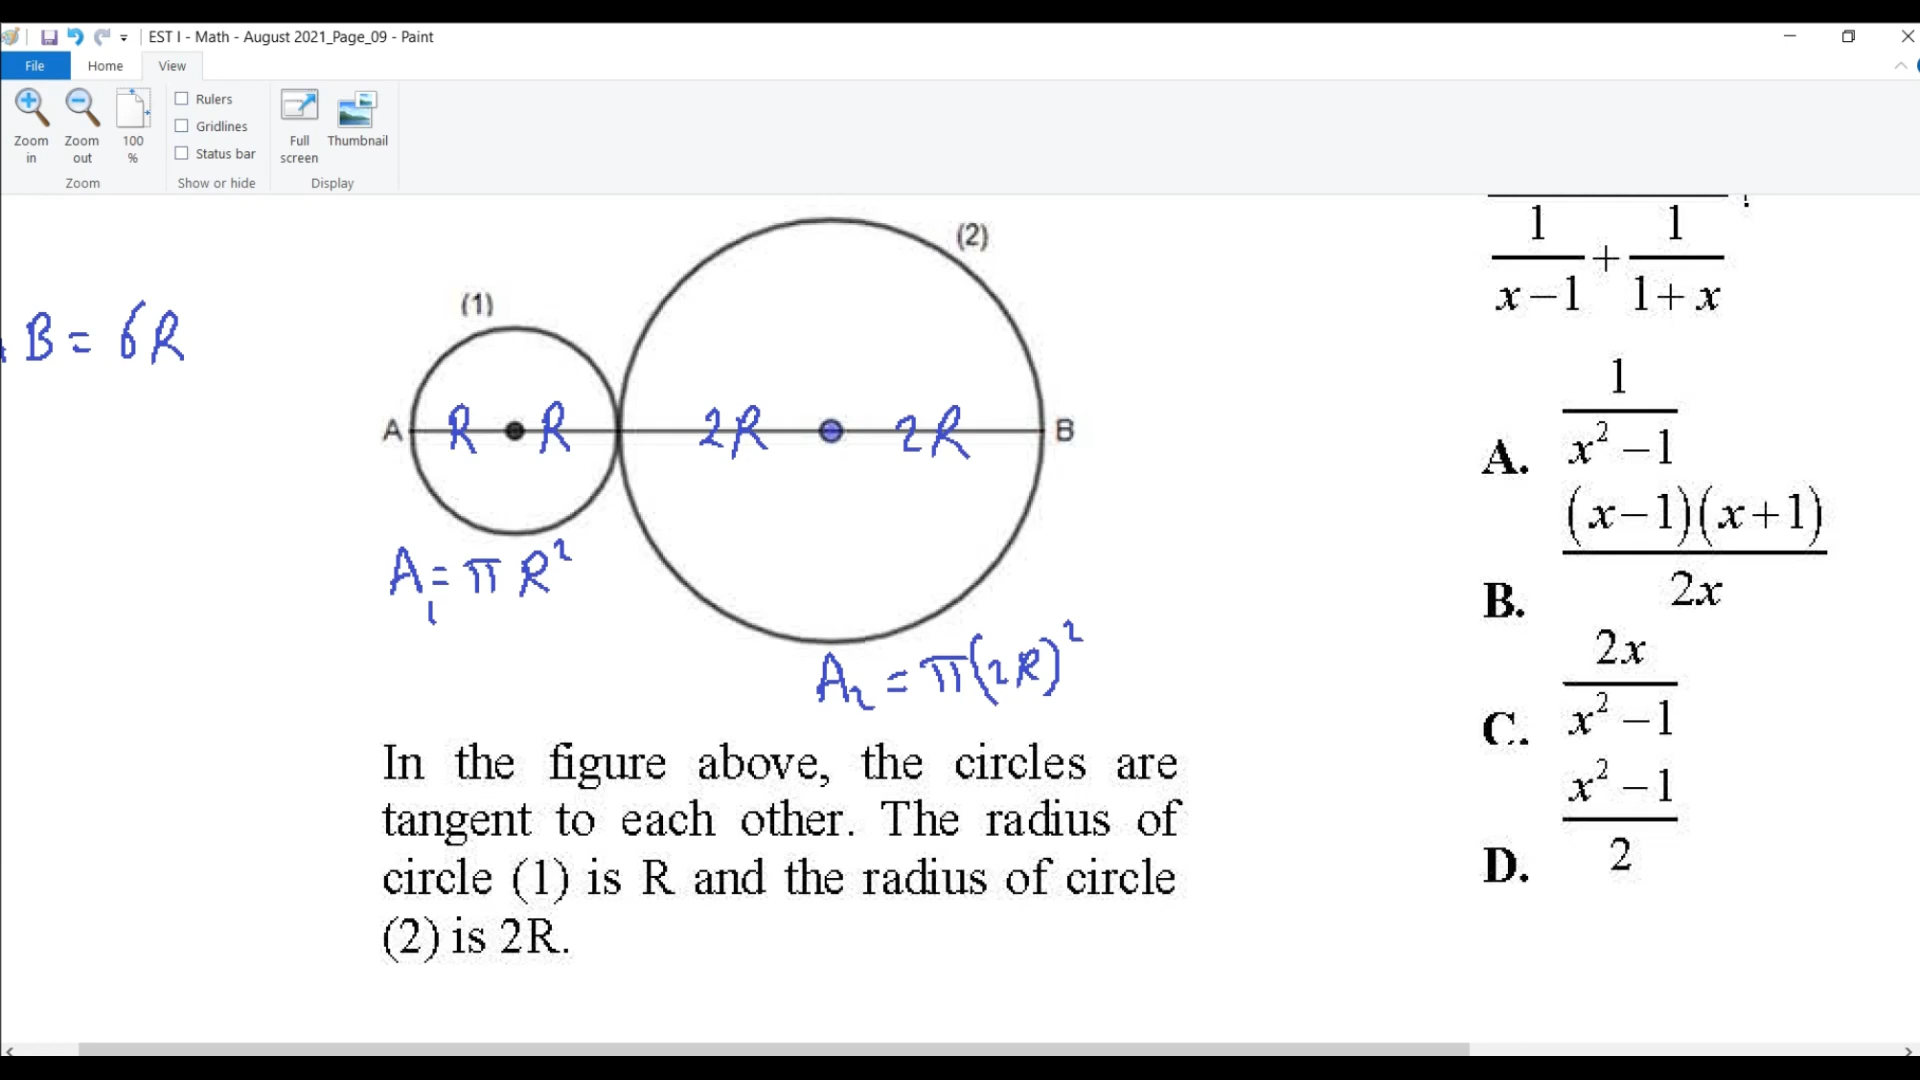 EST I - Math - August 2021_Page_09 - Paint
File Home View
Zoom in
Zoom out
100 %
Rulers
Gridlines
Status bar
Full screen
Thumbnail
Zoom
Show or hide
Display
B = 6R
(1)
(2)
A R R 2R 2R B
A₁ = π R²
A₂ = π(2R)²
In the figure above, the circles are
tangent to each other. The radius of
circle (1) is R and the radius of circle
(2) is 2R.
1/(x−1) + 1/(1+x)
A. 1/(x²−1)
B. (x−1)(x+1)/2x
C. 2x/(x²−1)
D. (x²−1)/2